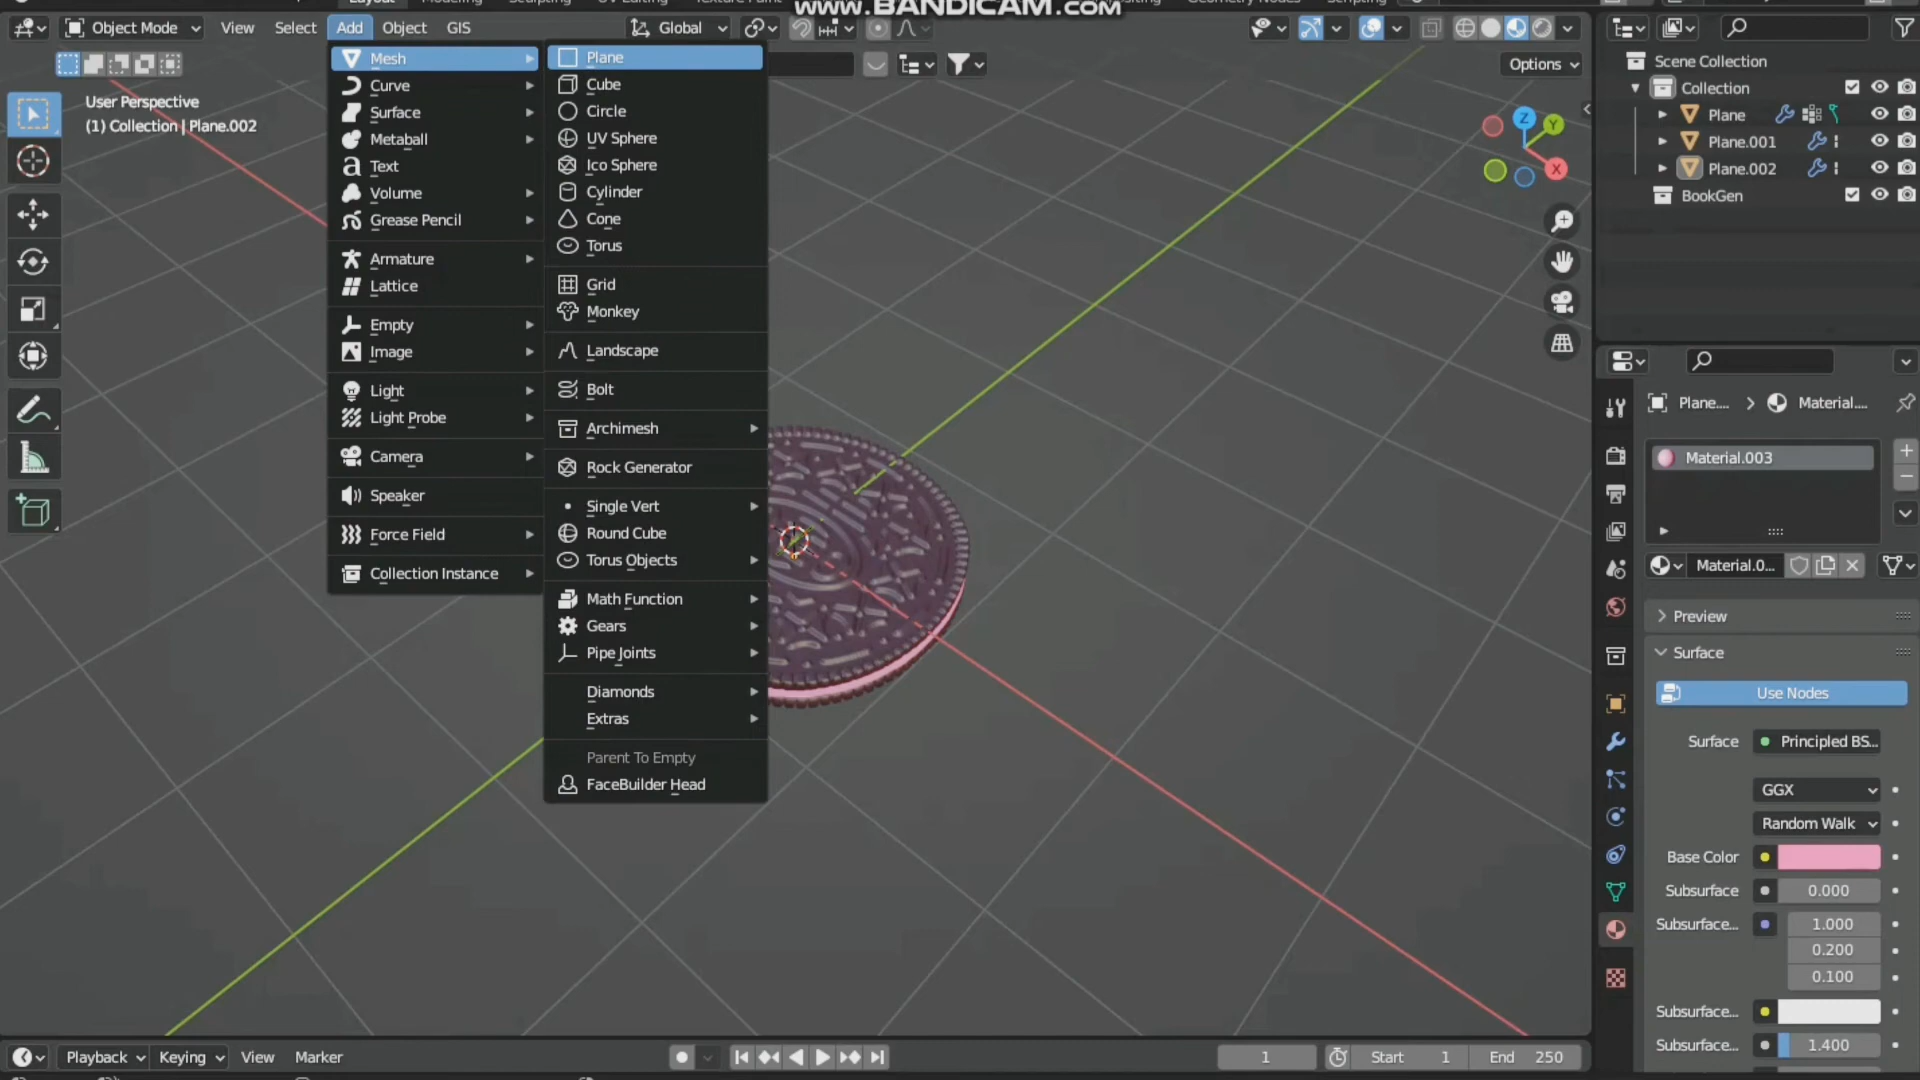 www.BANDICAM.com
Object Mode
View
Select
Add
Object
GIS
Global
Options
User Perspective
(1) Collection | Plane.002
Mesh
Curve
Surface
Metaball
Text
Volume
Grease Pencil
Armature
Lattice
Empty
Image
Light
Light Probe
Camera
Speaker
Force Field
Collection Instance
Plane
Cube
Circle
UV Sphere
Ico Sphere
Cylinder
Cone
Torus
Grid
Monkey
Landscape
Bolt
Archimesh
Rock Generator
Single Vert
Round Cube
Torus Objects
Math Function
Gears
Pipe Joints
Diamonds
Extras
Parent To Empty
FaceBuilder Head
Z
Y
X
Scene Collection
Collection
Plane
Plane.001
Plane.002
BookGen
Plane.... > Material....
Material.003
Material.0...
Preview
Surface
Use Nodes
Surface Principled BS...
GGX
Random Walk
Base Color
Subsurface 0.000
Subsurface... 1.000
0.200
0.100
Subsurface...
Subsurface... 1.400
Playback
Keying
View
Marker
1
Start 1
End 250